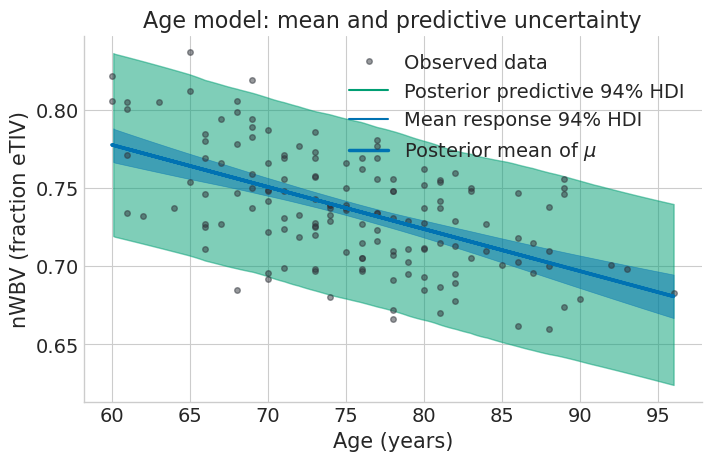 Age model: mean and predictive uncertainty
Observed data
Posterior predictive 94% HDI
Mean response 94% HDI
Posterior mean of μ
nWBV (fraction eTIV)
0.80
0.75
0.70
0.65
60 65 70 75 80 85 90 95
Age (years)